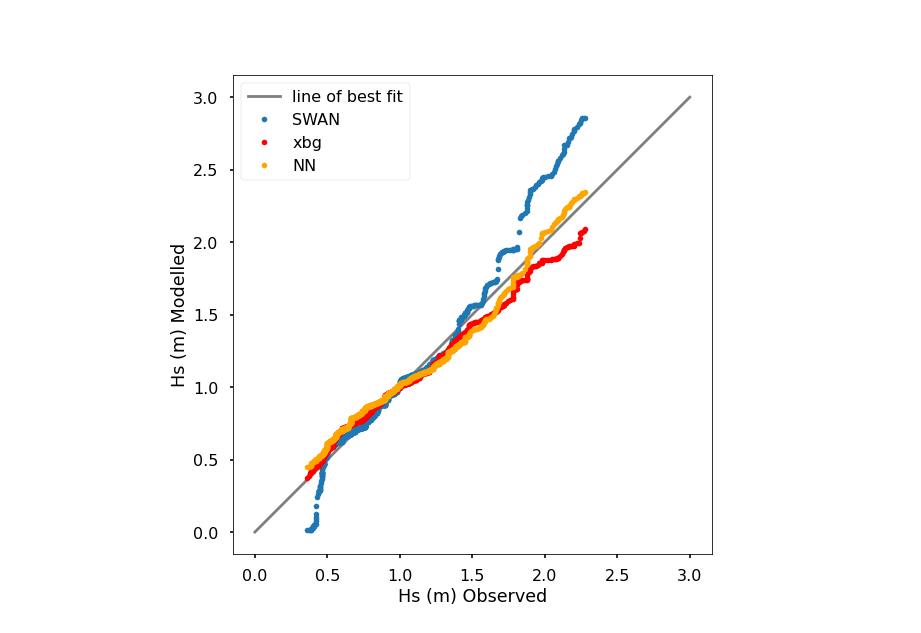 line of best fit
SWAN
xbg
NN
3.0
2.5
2.0
1.5
1.0
0.5
0.0
Hs (m) Modelled
0.0 0.5 1.0 1.5 2.0 2.5 3.0
Hs (m) Observed